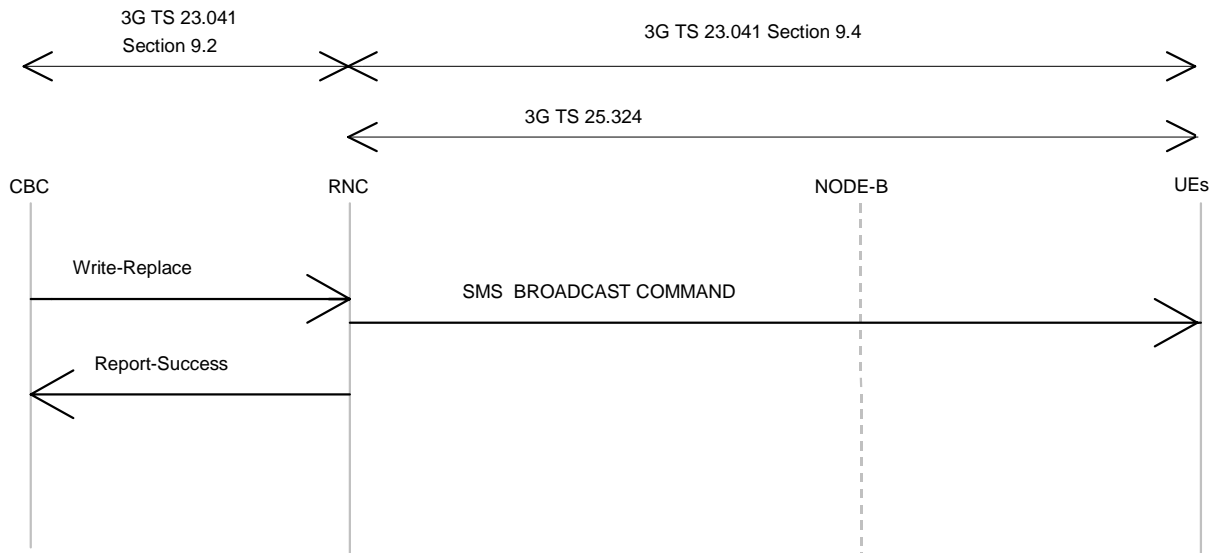 3G TS 23.041
Section 9.2
3G TS 23.041 Section 9.4
3G TS 25.324
CBC
RNC
NODE-B
UEs
Write-Replace
SMS BROADCAST COMMAND
Report-Success